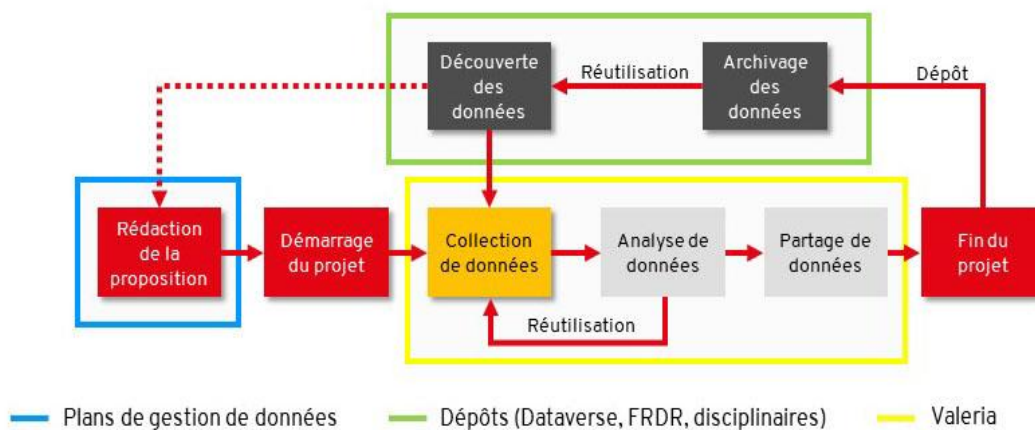 Découverte
des
données
Réutilisation
Archivage
des
données
Dépôt
Rédaction
de la
proposition
Démarrage
du projet
Collection
de données
Analyse de
données
Partage de
données
Fin du
projet
Réutilisation
Plans de gestion de données
Dépôts (Dataverse, FRDR, disciplinaires)
Valeria